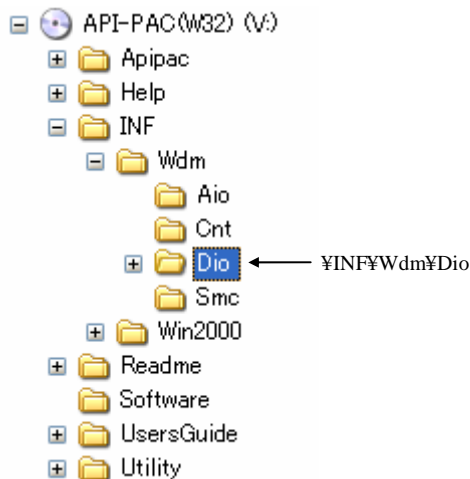 API-PAC(W32) (V:)
Apipac
Help
INF
Wdm
Aio
Cnt
Dio
¥INF¥Wdm¥Dio
Smc
Win2000
Readme
Software
UsersGuide
Utility